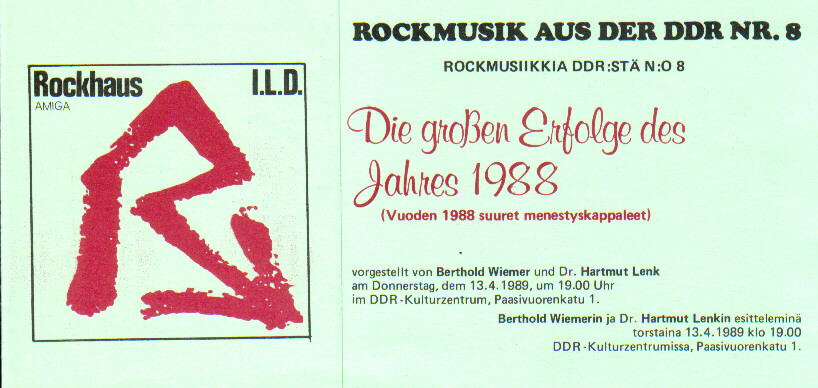 Rockhaus I.L.D.
AMIGA
ROCKMUSIK AUS DER DDR NR. 8
ROCKMUSIIKKIA DDR:STÄ N:O 8
Die großen Erfolge des
Jahres 1988
(Vuoden 1988 suuret menestyskappaleet)
vorgestellt von Berthold Wiemer und Dr. Hartmut Lenk
am Donnerstag, dem 13.4.1989, um 19.00 Uhr
im DDR-Kulturzentrum, Paasivuorenkatu 1.
Berthold Wiemerin ja Dr. Hartmut Lenkin esitteleminä
torstaina 13.4.1989 klo 19.00
DDR-Kulturzentrumissa, Paasivuorenkatu 1.